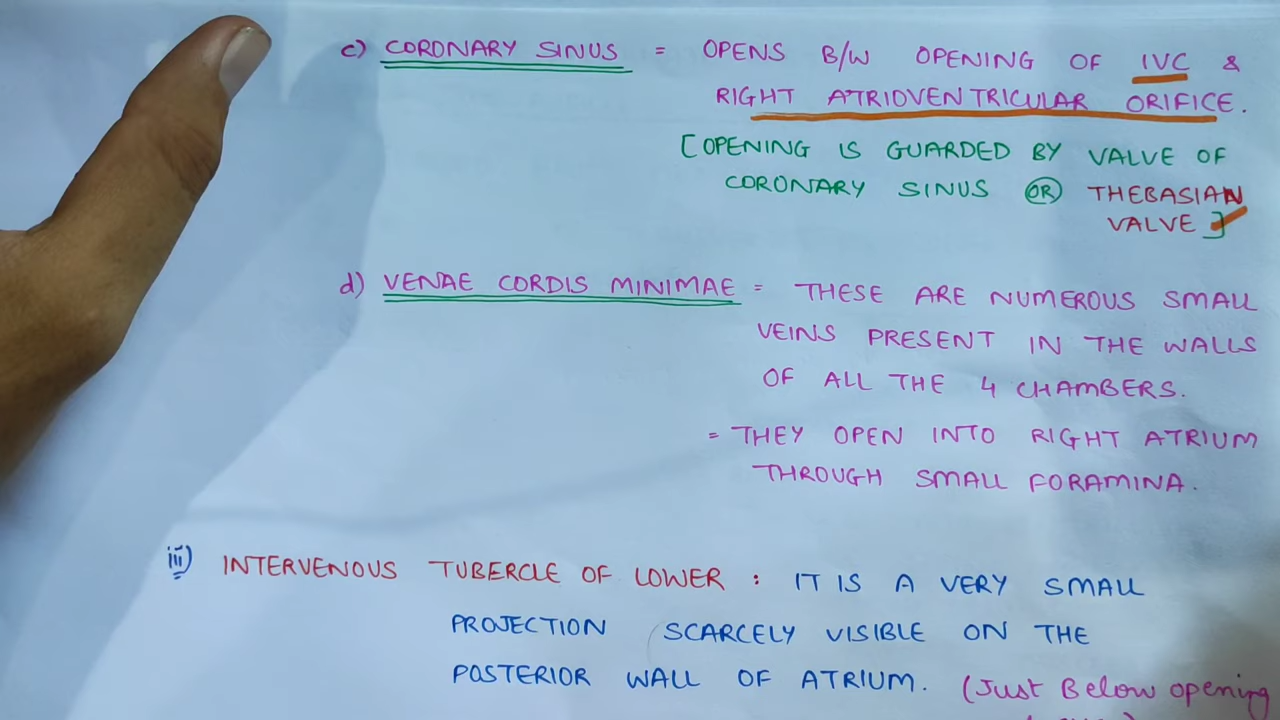 c) CORONARY SINUS = OPENS B/W OPENING OF IVC &
RIGHT ATRIOVENTRICULAR ORIFICE.
[OPENING IS GUARDED BY VALVE OF
CORONARY SINUS OR THEBASIAN
VALVE]
d) VENAE CORDIS MINIMAE = THESE ARE NUMEROUS SMALL
VEINS PRESENT IN THE WALLS
OF ALL THE 4 CHAMBERS.
= THEY OPEN INTO RIGHT ATRIUM
THROUGH SMALL FORAMINA.
iii) INTERVENOUS TUBERCLE OF LOWER : IT IS A VERY SMALL
PROJECTION SCARCELY VISIBLE ON THE
POSTERIOR WALL OF ATRIUM. (Just Below opening